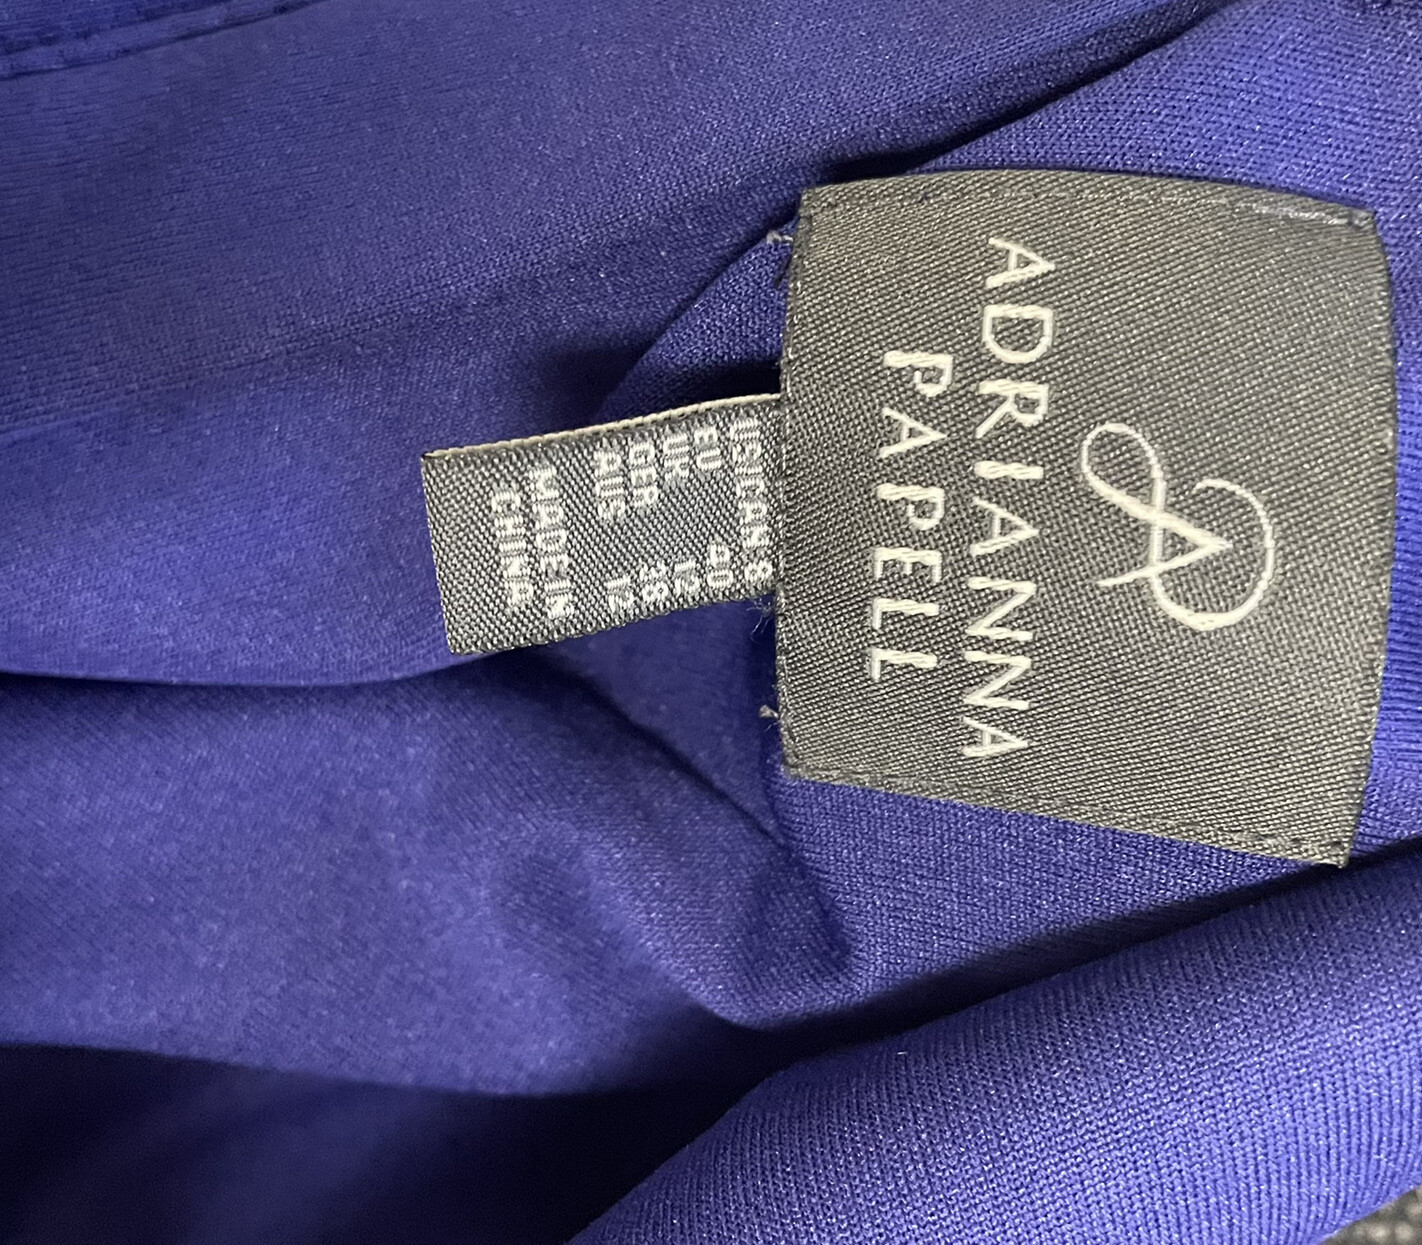 ADRIANNA
PAPELL
US/CAN 8
EU 40
UK 12
GER 38
AUS 12
MADE IN
CHINA